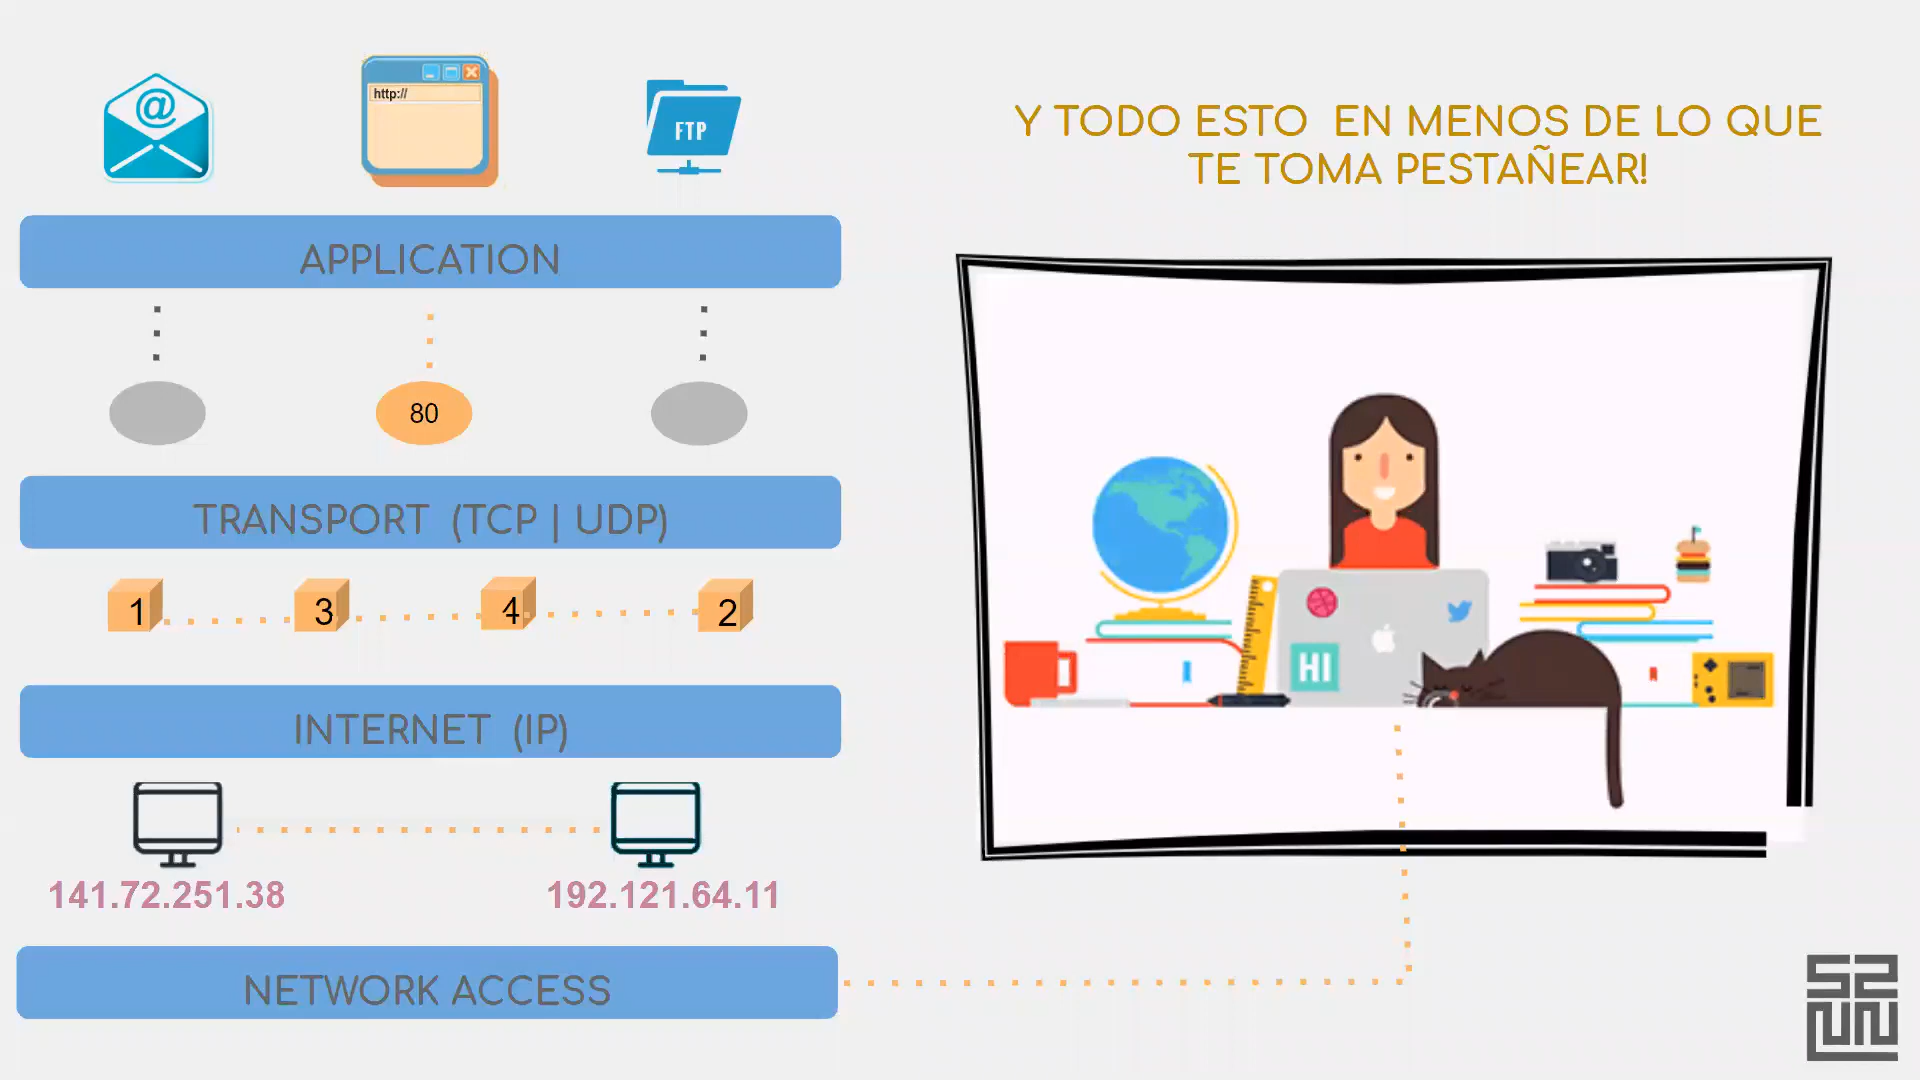 @
http://
FTP
Y TODO ESTO EN MENOS DE LO QUE
TE TOMA PESTAÑEAR!
APPLICATION
80
TRANSPORT (TCP | UDP)
1 3 4 2
HI
INTERNET (IP)
141.72.251.38 192.121.64.11
NETWORK ACCESS